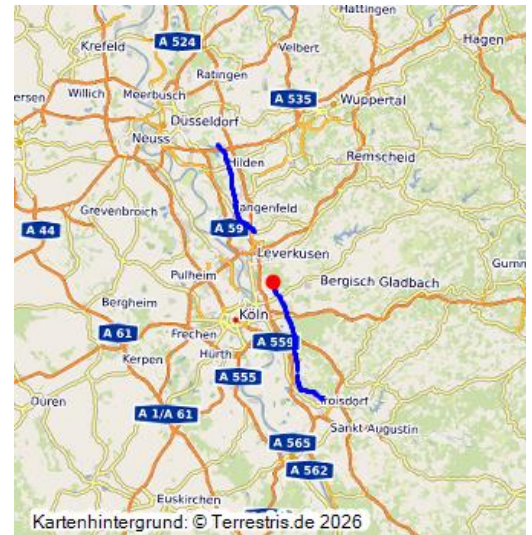 Hattingen
Krefeld
A 524
Velbert
Hagen
Ratingen
Willich
Meerbusch
A 535
Wuppertal
ersen
Düsseldorf
Neuss
Hilden
Remscheid
Grevenbroich
angenfeld
A 44
A 59
Leverkusen
Pulheim
Bergisch Gladbach
Gumm
Bergheim
Köln
A 61
Frechen
A 559
Kerpen
Hürth
A 555
Düren
roisdorf
A 1/A 61
Sankt Augustin
A 565
A 562
Euskirchen
Kartenhintergrund: © Terrestris.de 2026